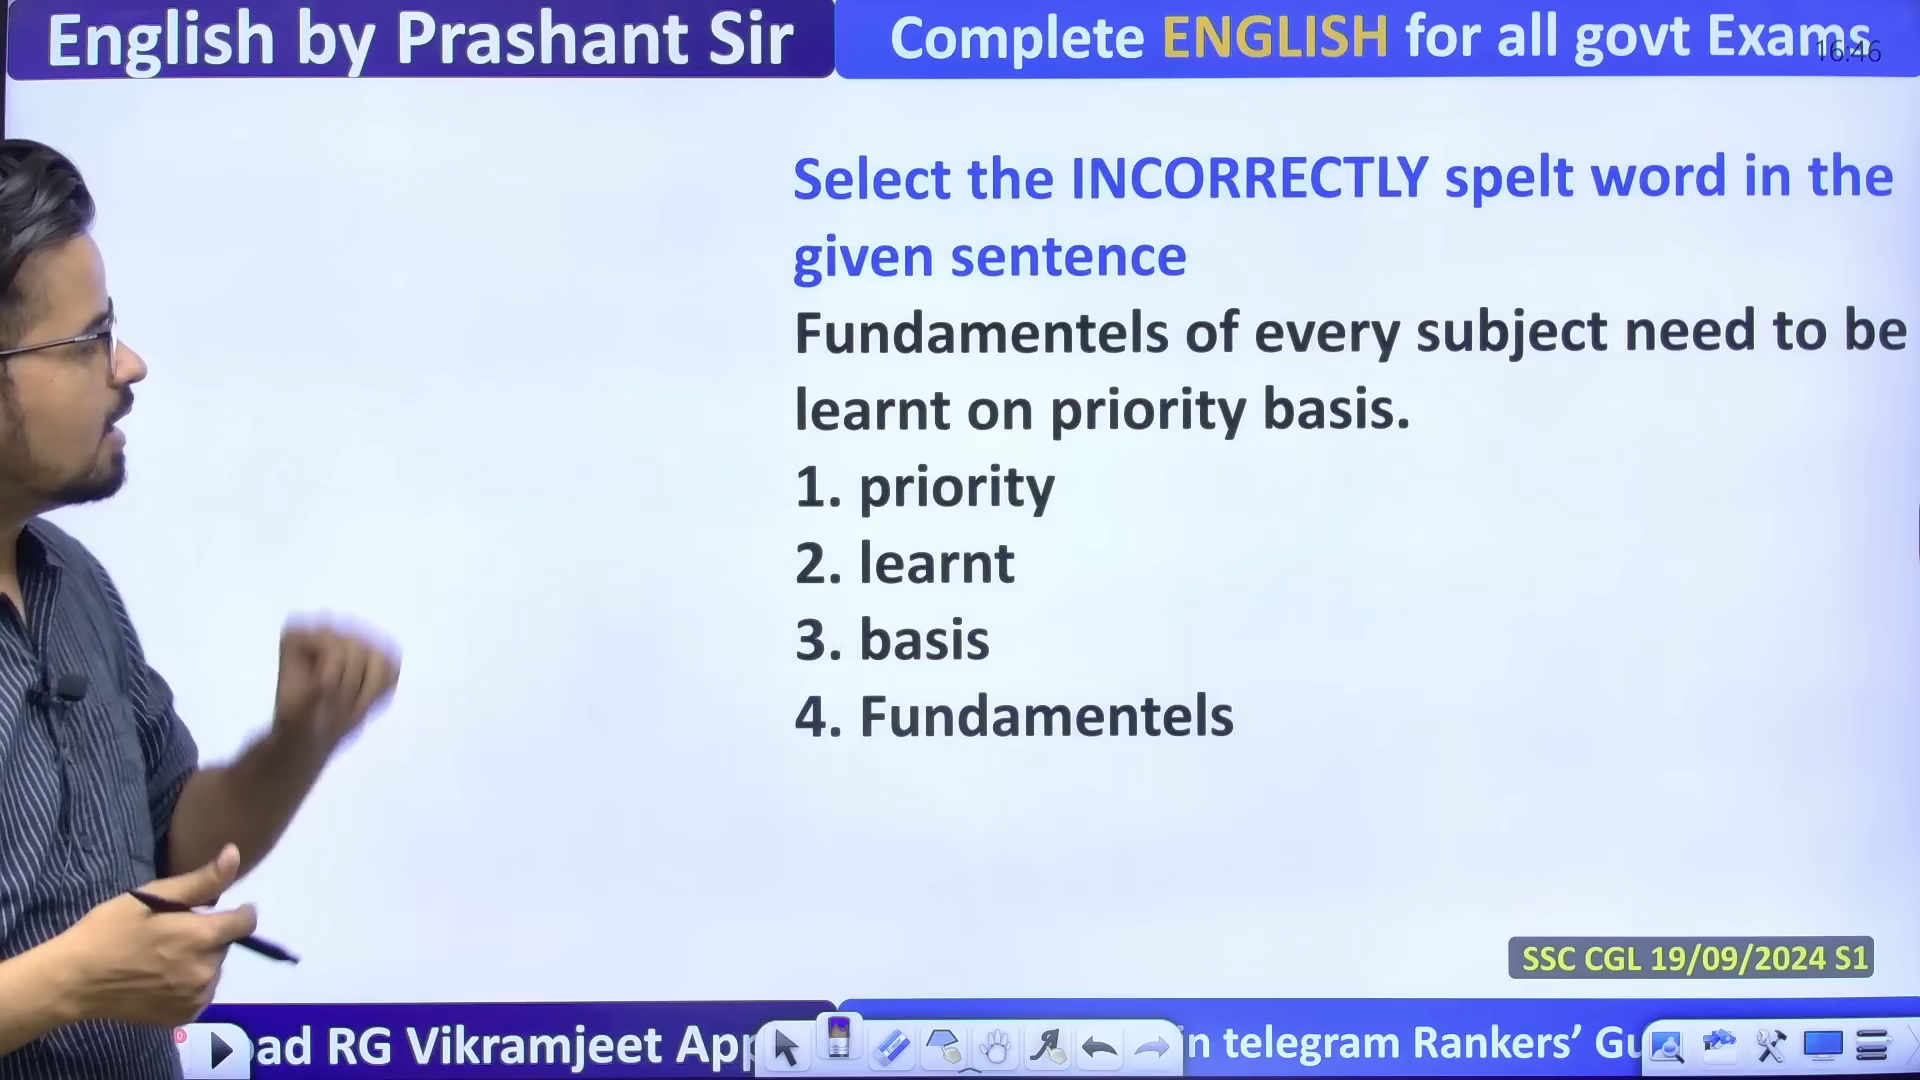 English by Prashant Sir
Complete ENGLISH for all govt Exams
16:46
Select the INCORRECTLY spelt word in the
given sentence
Fundamentels of every subject need to be
learnt on priority basis.
1. priority
2. learnt
3. basis
4. Fundamentels
SSC CGL 19/09/2024 S1
RG Vikramjeet App
telegram Rankers’